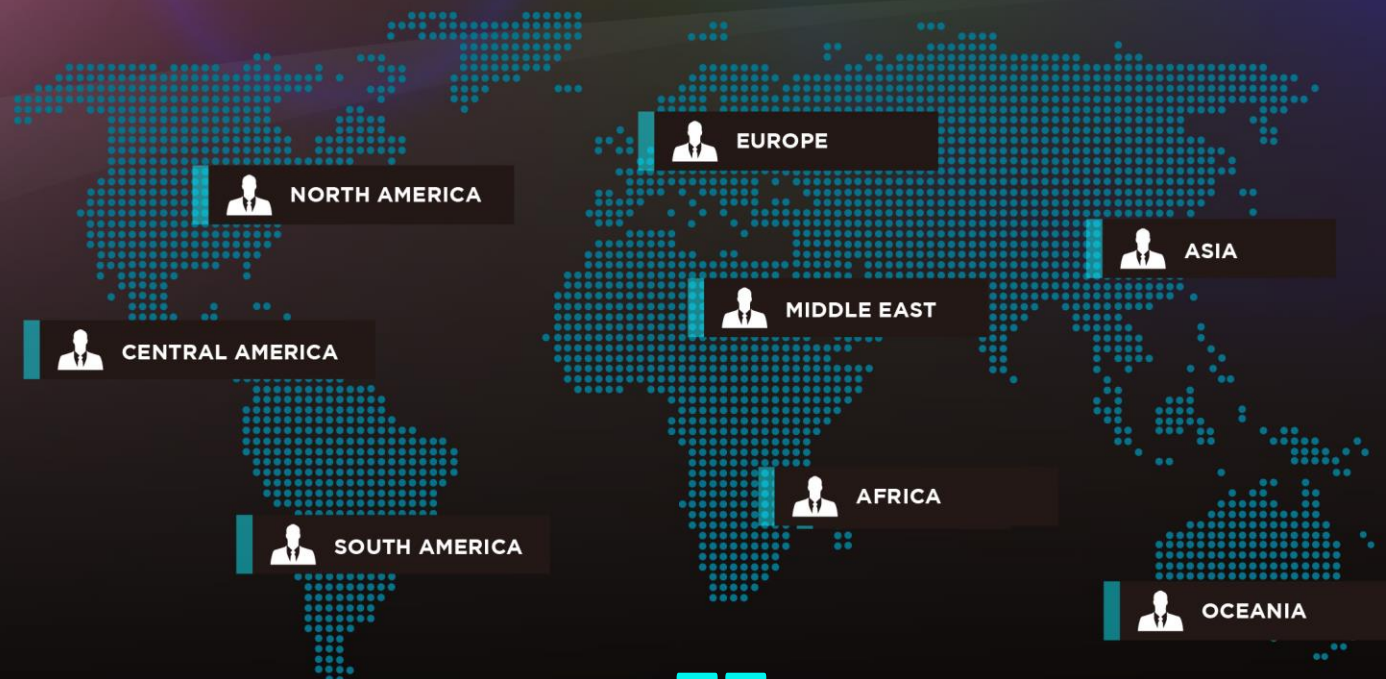 EUROPE
NORTH AMERICA
ASIA
MIDDLE EAST
CENTRAL AMERICA
AFRICA
SOUTH AMERICA
OCEANIA